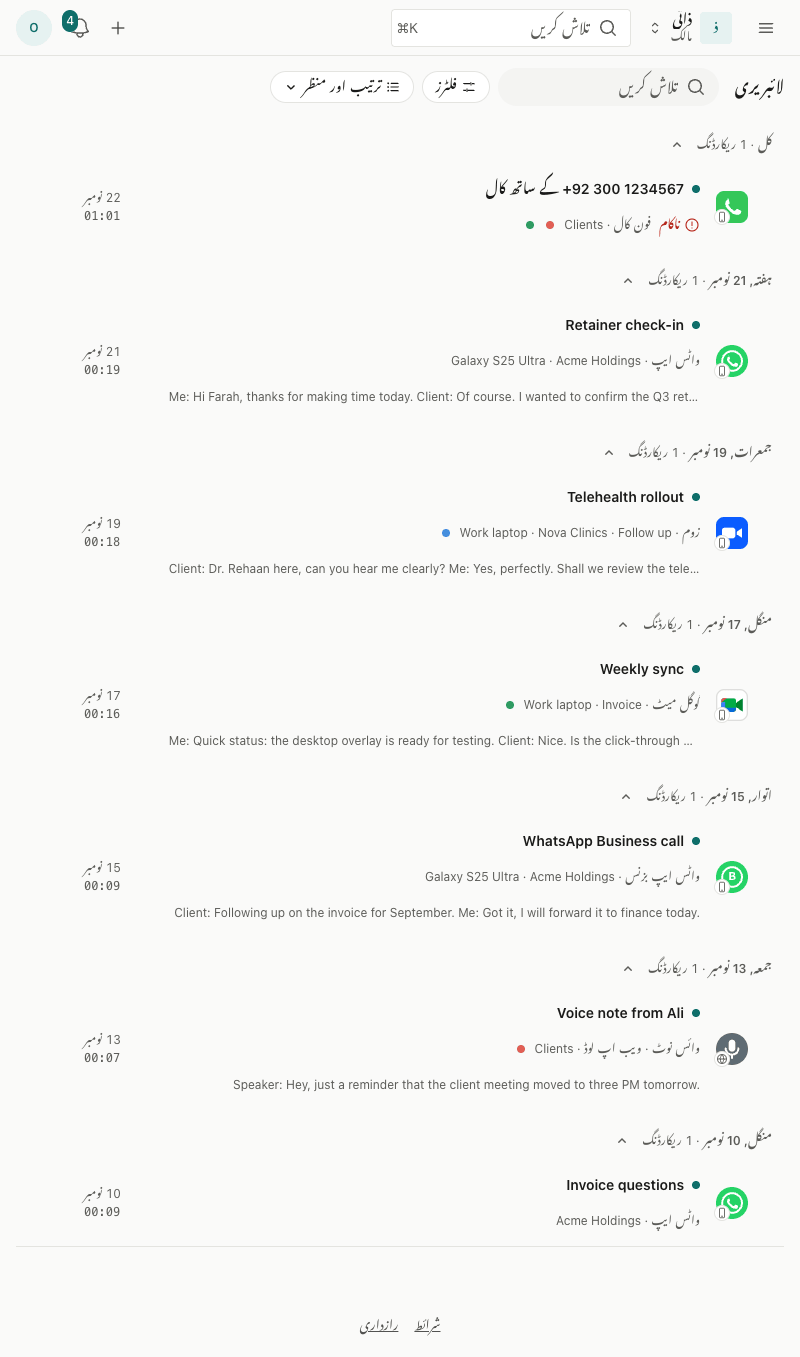 ذ ذاتی
مالک
تلاش کریں ⌘K
4
O
لائبریری
تلاش کریں
فلٹرز
ترتیب اور منظر
کل · 1 ریکارڈنگ
+92 300 1234567 کے ساتھ کال
ناکام فون کال · Clients
22 نومبر
01:01
ہفتہ, 21 نومبر · 1 ریکارڈنگ
Retainer check-in
واٹس ایپ · Galaxy S25 Ultra · Acme Holdings
Me: Hi Farah, thanks for making time today. Client: Of course. I wanted to confirm the Q3 ret...
21 نومبر
00:19
جمعرات, 19 نومبر · 1 ریکارڈنگ
Telehealth rollout
زوم · Work laptop · Nova Clinics · Follow up
Client: Dr. Rehaan here, can you hear me clearly? Me: Yes, perfectly. Shall we review the tele...
19 نومبر
00:18
منگل, 17 نومبر · 1 ریکارڈنگ
Weekly sync
گوگل میٹ · Work laptop · Invoice
Me: Quick status: the desktop overlay is ready for testing. Client: Nice. Is the click-through ...
17 نومبر
00:16
اتوار, 15 نومبر · 1 ریکارڈنگ
WhatsApp Business call
B
واٹس ایپ بزنس · Galaxy S25 Ultra · Acme Holdings
Client: Following up on the invoice for September. Me: Got it, I will forward it to finance today.
15 نومبر
00:09
جمعہ, 13 نومبر · 1 ریکارڈنگ
Voice note from Ali
وائس نوٹ · ویب اپ لوڈ · Clients
Speaker: Hey, just a reminder that the client meeting moved to three PM tomorrow.
13 نومبر
00:07
منگل, 10 نومبر · 1 ریکارڈنگ
Invoice questions
واٹس ایپ · Acme Holdings
10 نومبر
00:09
شرائط رازداری